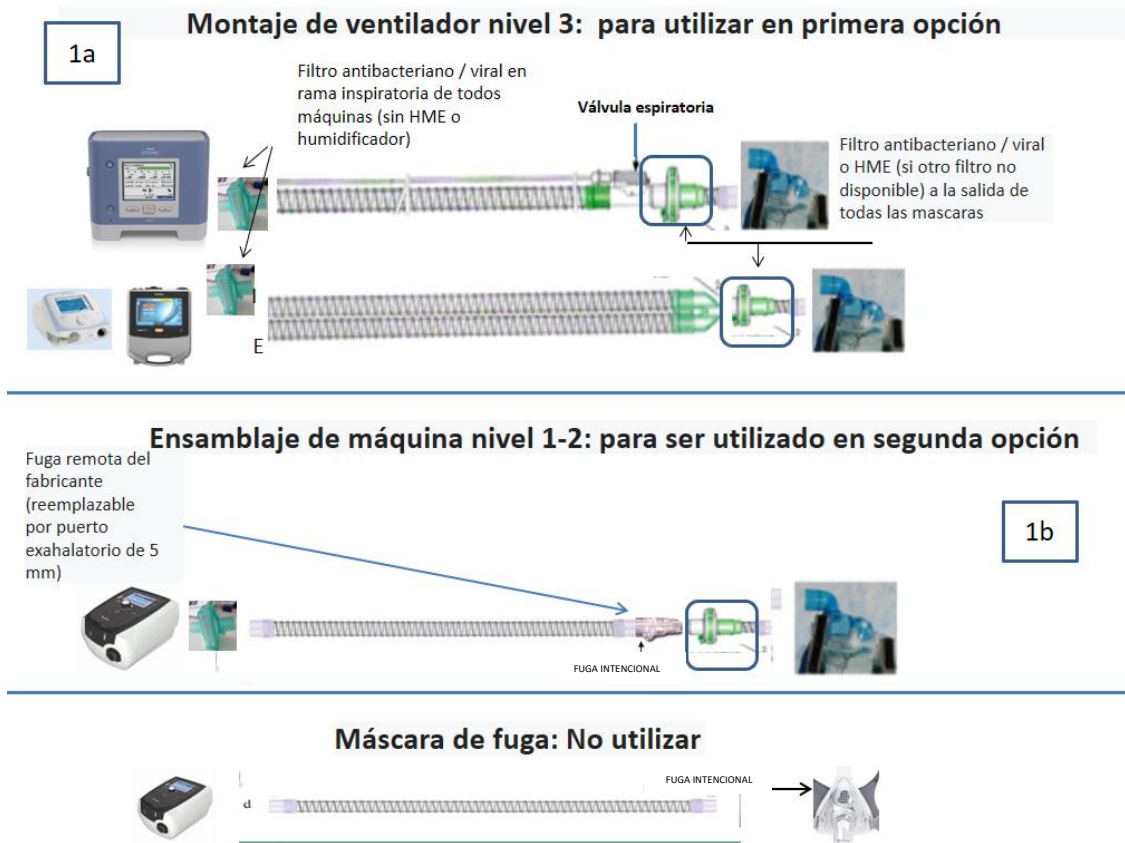 Montaje de ventilador nivel 3: para utilizar en primera opción
1a
Filtro antibacteriano / viral en
rama inspiratoria de todos
máquinas (sin HME o
humidificador)
Válvula espiratoria
Filtro antibacteriano / viral
o HME (si otro filtro no
disponible) a la salida de
todas las mascaras
E
Ensamblaje de máquina nivel 1-2: para ser utilizado en segunda opción
Fuga remota del
fabricante
(reemplazable
por puerto
exahalatorio de 5
mm)
1b
FUGA INTENCIONAL
Máscara de fuga: No utilizar
FUGA INTENCIONAL
d